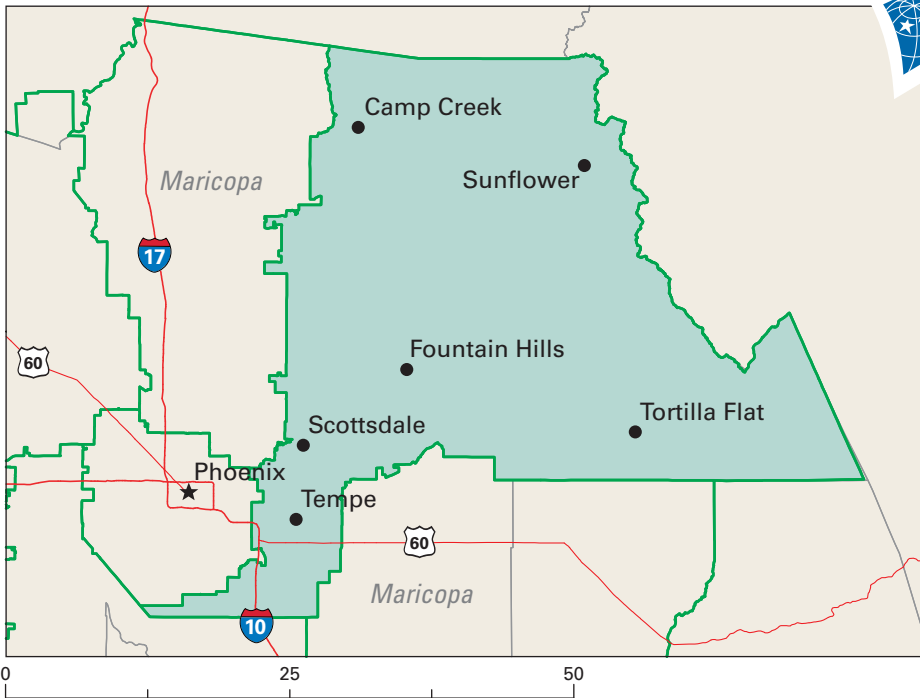 Camp Creek
Sunflower
Maricopa
17
60
Fountain Hills
Tortilla Flat
Scottsdale
Phoenix
Tempe
60
Maricopa
10
0 25 50